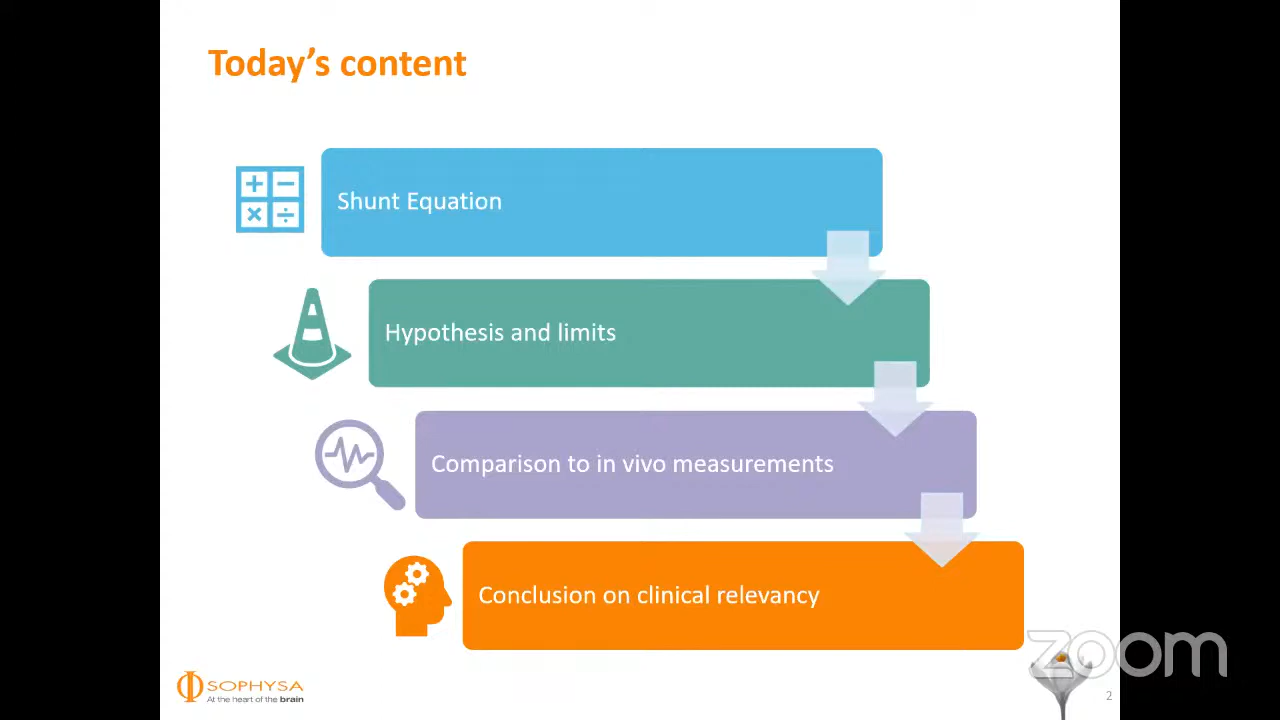 Today's content
Shunt Equation
Hypothesis and limits
Comparison to in vivo measurements
Conclusion on clinical relevancy
SOPHYSA
At the heart of the brain
zoom
2